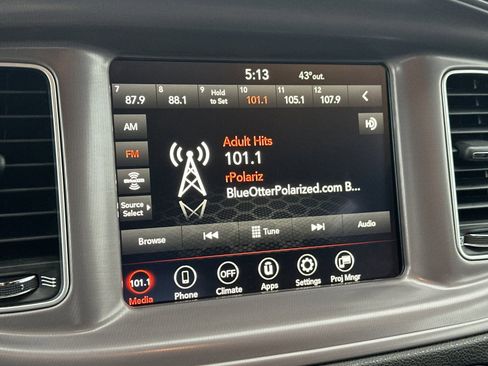 5:13 43°out.
7 8 9 10 11 12
87.9 88.1 Hold to Set 101.1 105.1 107.9
AM
FM
SiriusXM
Source
Select
Adult Hits
101.1
rPolariz
BlueOtterPolarized.com B...
HD
Browse Tune Audio
101.1 OFF
Media Phone Climate Apps Settings Proj Mngr